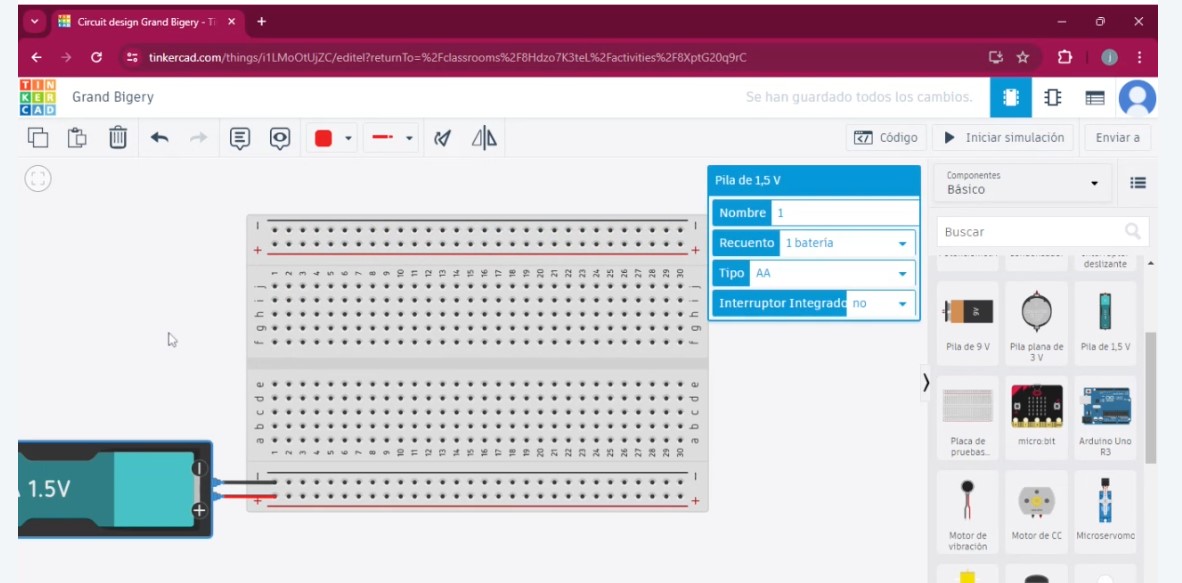 Circuit design Grand Bigery - Ti
tinkercad.com/things/i1LMoOtUjZC/editel?returnTo=%2Fclassrooms%2F8Hdzo7K3teL%2Factivities%2F8XptG20q9rC
TIN
KER
CAD
Grand Bigery
Se han guardado todos los cambios.
Código
Iniciar simulación
Enviar a
Pila de 1,5 V
Nombre 1
Recuento 1 batería
Tipo AA
Interruptor Integrado no
Componentes
Básico
Buscar
deslizante
Pila de 9 V
Pila plana de
3 V
Pila de 1,5 V
Placa de
pruebas...
micro:bit
Arduino Uno
R3
Motor de
vibración
Motor de CC
Microservomo
1 2 3 4 5 6 7 8 9 10 11 12 13 14 15 16 17 18 19 20 21 22 23 24 25 26 27 28 29 30
j j
i i
h h
g g
f f
e e
d d
c c
b b
a a
1 2 3 4 5 6 7 8 9 10 11 12 13 14 15 16 17 18 19 20 21 22 23 24 25 26 27 28 29 30
1.5V
9V